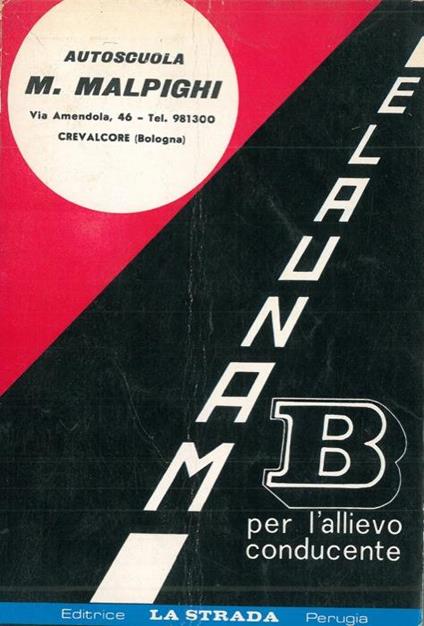 AUTOSCUOLA
M. MALPIGHI
Via Amendola, 46 - Tel. 981300
CREVALCORE (Bologna)
MANUALE
B
per l'allievo
conducente
Editrice LA STRADA Perugia